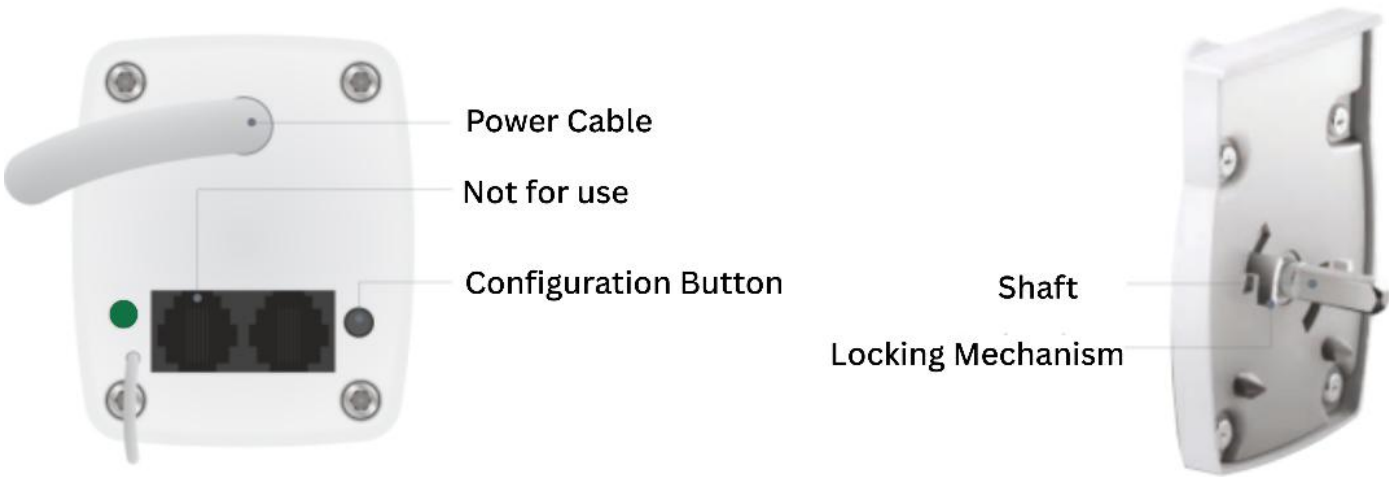 Power Cable
Not for use
Configuration Button
Shaft
Locking Mechanism